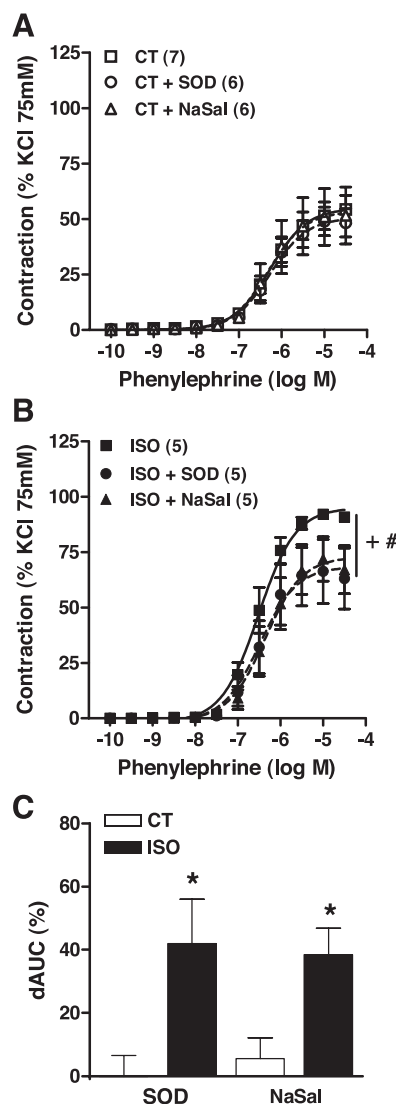 A
125
CT (7)
CT + SOD (6)
CT + NaSal (6)
100
75
50
25
0
Contraction (% KCl 75mM)
-10 -9 -8 -7 -6 -5 -4
Phenylephrine (log M)
B
125
ISO (5)
ISO + SOD (5)
ISO + NaSal (5)
100
75
50
25
0
+ #
Contraction (% KCl 75mM)
-10 -9 -8 -7 -6 -5 -4
Phenylephrine (log M)
C
80
CT
ISO
60
40
20
0
* *
dAUC (%)
SOD NaSal